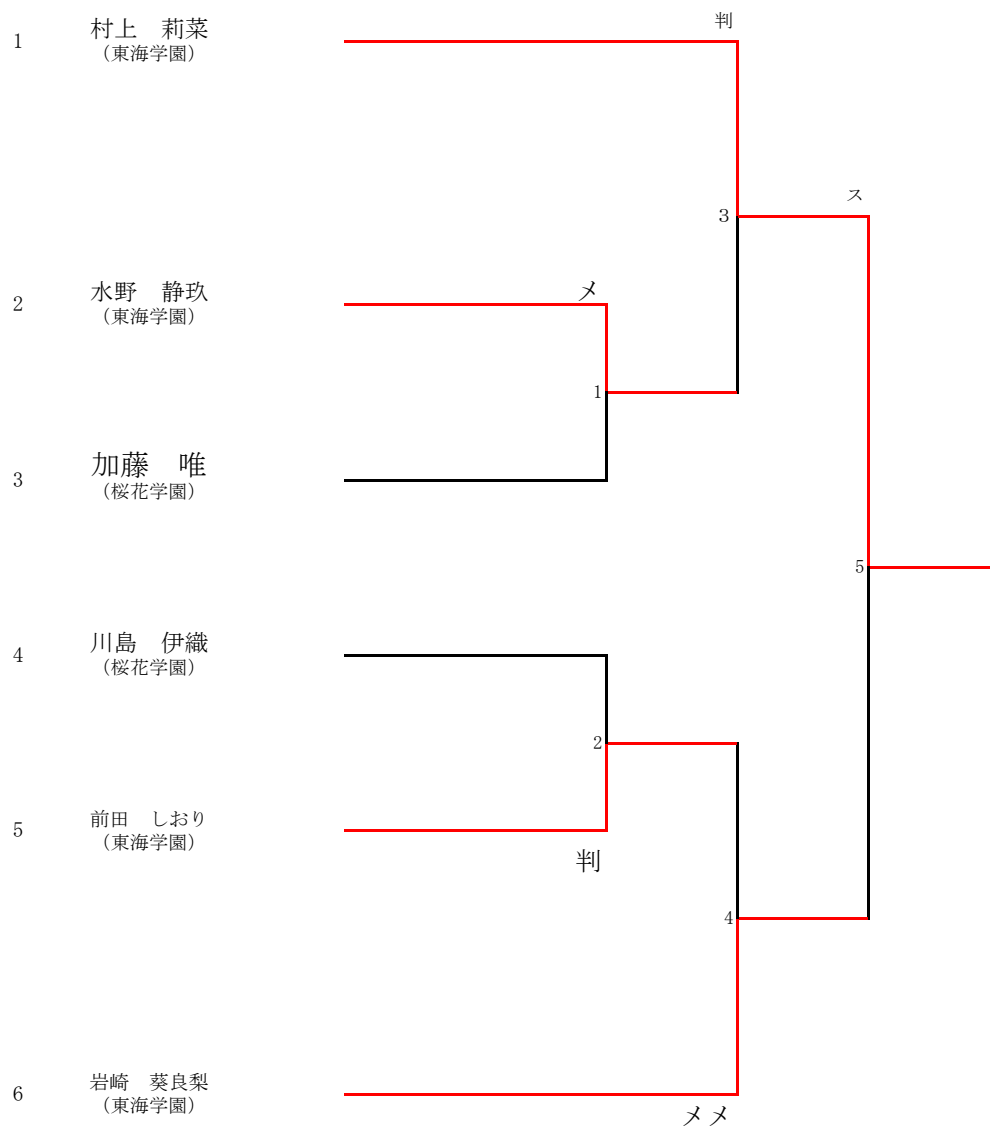 判
1
村上　莉菜
（東海学園）
ス
3
2
水野　静玖
（東海学園）
メ
1
3
加藤　唯
（桜花学園）
5
4
川島　伊織
（桜花学園）
2
5
前田　しおり
（東海学園）
判
4
6
岩崎　葵良梨
（東海学園）
メメ